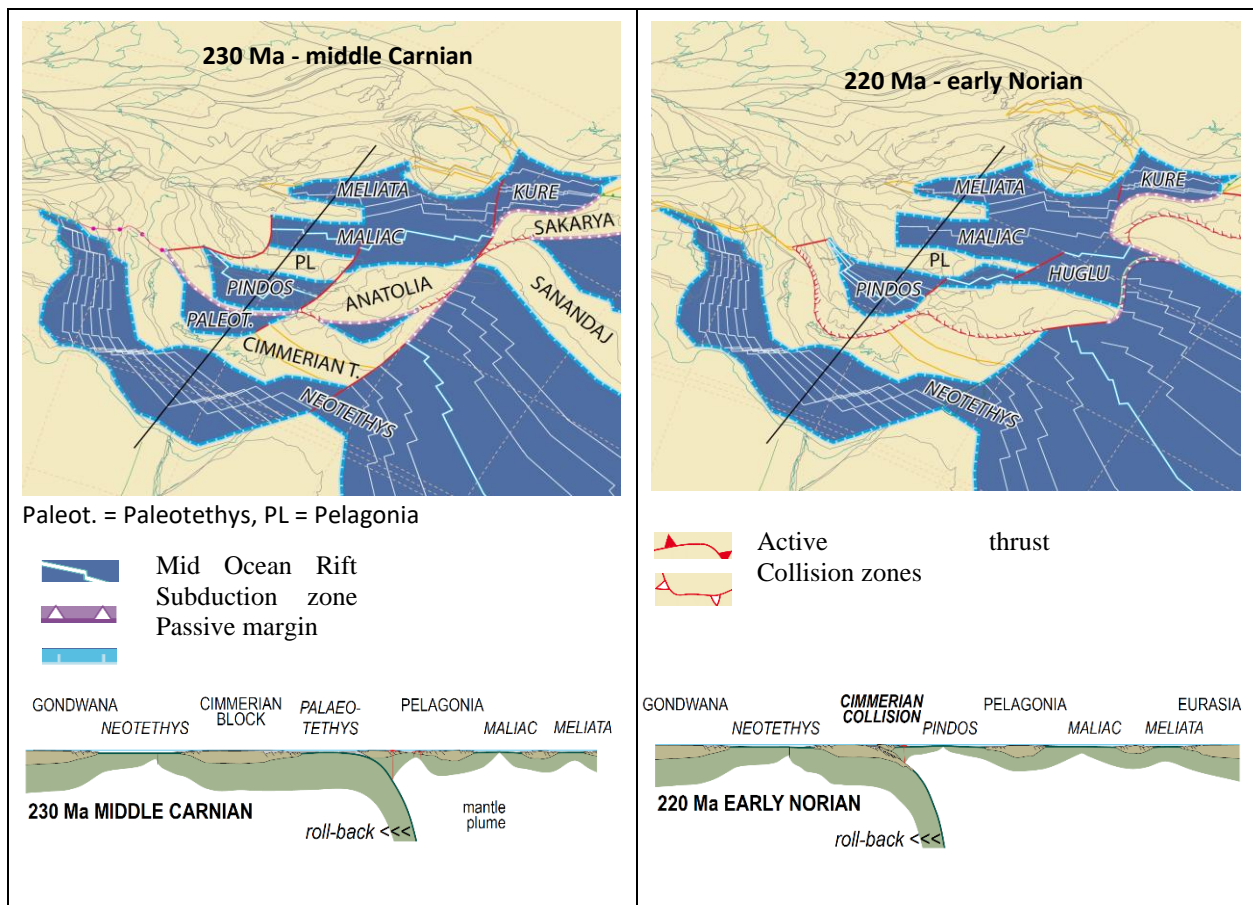 230 Ma - middle Carnian
MELIATA
KURE
SAKARYA
MALIAC
PL
PINDOS
ANATOLIA
SANANDAJ
PALEOT.
CIMMERIAN T.
NEOTETHYS
Paleot. = Paleotethys, PL = Pelagonia
Mid Ocean Rift
Subduction zone
Passive margin
GONDWANA
CIMMERIAN
BLOCK
PALAEO-
TETHYS
PELAGONIA
NEOTETHYS
MALIAC
MELIATA
230 Ma MIDDLE CARNIAN
mantle
plume
roll-back <<<
220 Ma - early Norian
MELIATA
KURE
MALIAC
PL
HUGLU
PINDOS
NEOTETHYS
Active thrust
Collision zones
GONDWANA
CIMMERIAN
COLLISION
PELAGONIA
EURASIA
NEOTETHYS
PINDOS
MALIAC
MELIATA
220 Ma EARLY NORIAN
roll-back <<<